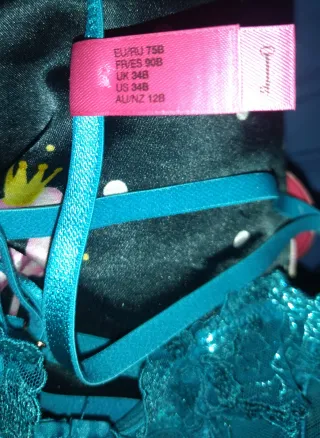 EU/RU 75B
FR/ES 90B
UK 34B
US 34B
AU/NZ 12B